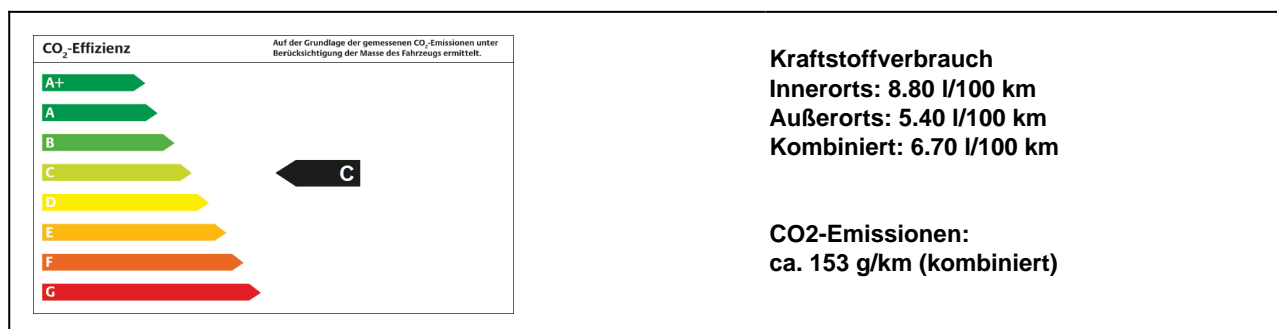 CO2-Effizienz
Auf der Grundlage der gemessenen CO2-Emissionen unter
Berücksichtigung der Masse des Fahrzeugs ermittelt.
A+
A
B
C
C
D
E
F
G
Kraftstoffverbrauch
Innerorts: 8.80 l/100 km
Außerorts: 5.40 l/100 km
Kombiniert: 6.70 l/100 km
CO2-Emissionen:
ca. 153 g/km (kombiniert)